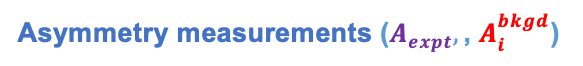 Asymmetry measurements (A_expt, , A_i^bkgd)